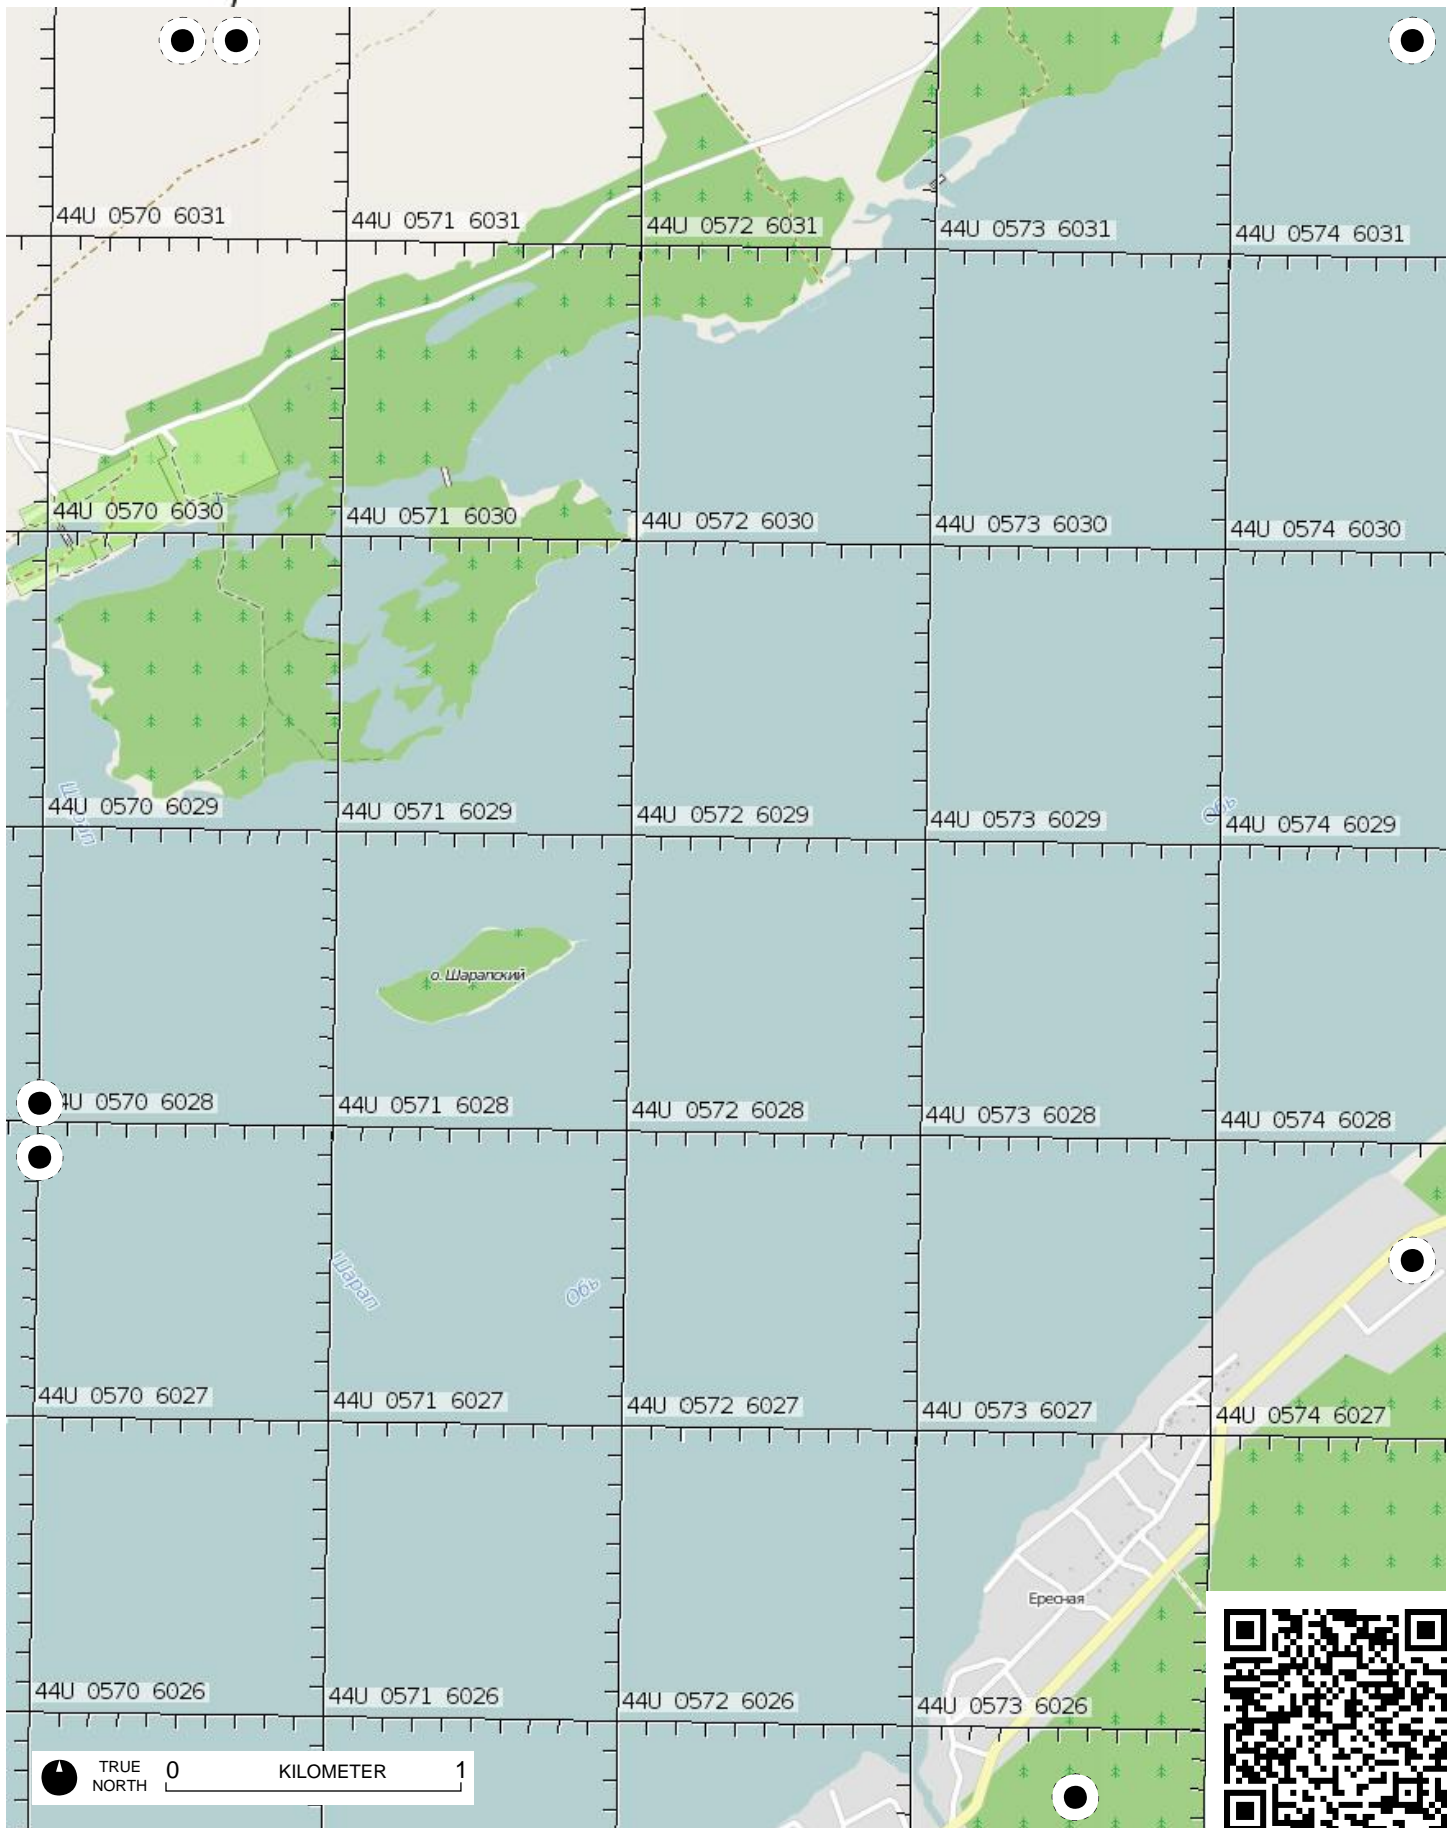 44U 0570 6031
44U 0571 6031
44U 0572 6031
44U 0573 6031
44U 0574 6031
44U 0570 6030
44U 0571 6030
44U 0572 6030
44U 0573 6030
44U 0574 6030
44U 0570 6029
44U 0571 6029
44U 0572 6029
44U 0573 6029
44U 0574 6029
Шарап
Обь
о. Шарапский
4U 0570 6028
44U 0571 6028
44U 0572 6028
44U 0573 6028
44U 0574 6028
Шарап
Обь
44U 0570 6027
44U 0571 6027
44U 0572 6027
44U 0573 6027
44U 0574 6027
Ересная
44U 0570 6026
44U 0571 6026
44U 0572 6026
44U 0573 6026
TRUE NORTH
0 KILOMETER 1